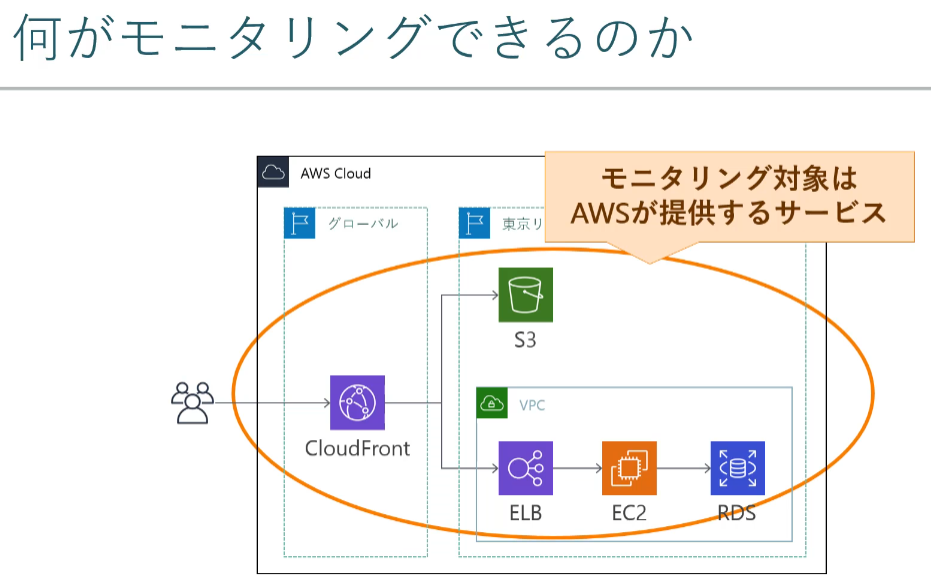 何がモニタリングできるのか
AWS Cloud
モニタリング対象は
AWSが提供するサービス
グローバル
東京リ
S3
VPC
CloudFront
ELB
EC2
RDS